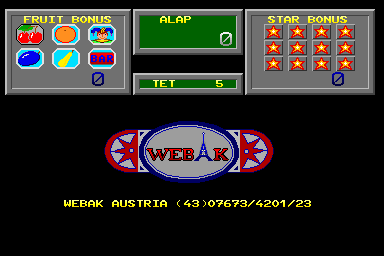 FRUIT BONUS
BAR
0
ALAP
0
TET 5
STAR BONUS
0
WEBAK
WEBAK AUSTRIA (43)07673/4201/23